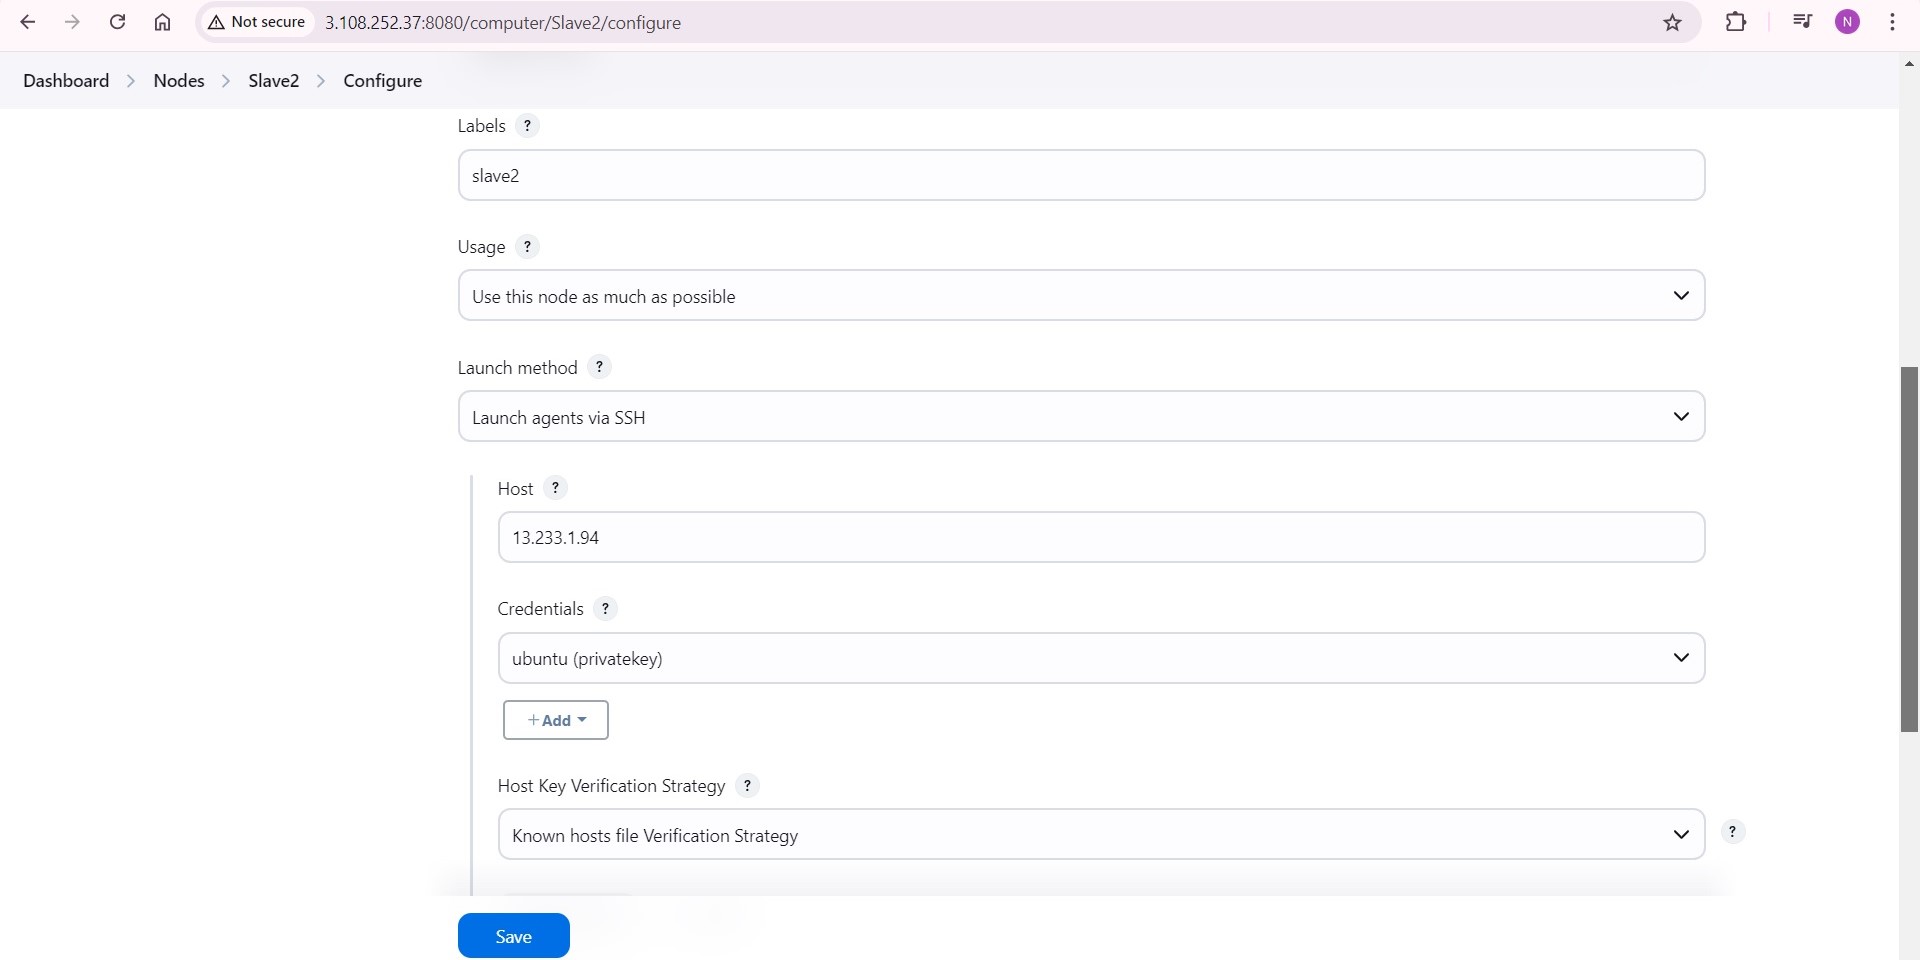 Not secure 3.108.252.37:8080/computer/Slave2/configure N
Dashboard Nodes Slave2 Configure
Labels ?
slave2
Usage ?
Use this node as much as possible
Launch method ?
Launch agents via SSH
Host ?
13.233.1.94
Credentials ?
ubuntu (privatekey)
+Add
Host Key Verification Strategy ?
Known hosts file Verification Strategy ?
Save